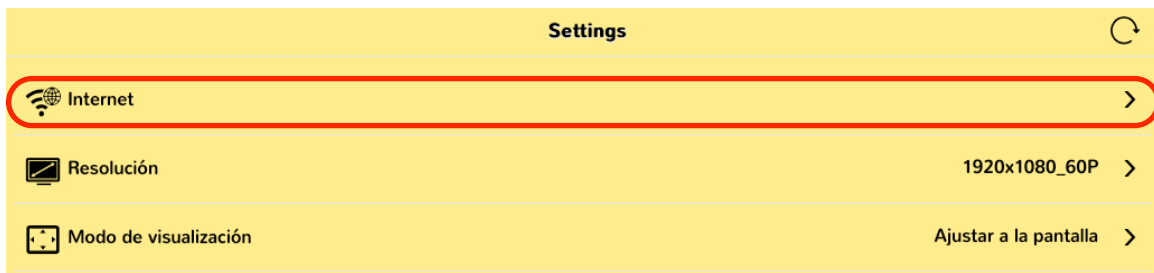 Settings
Internet
Resolución 1920x1080_60P
Modo de visualización Ajustar a la pantalla